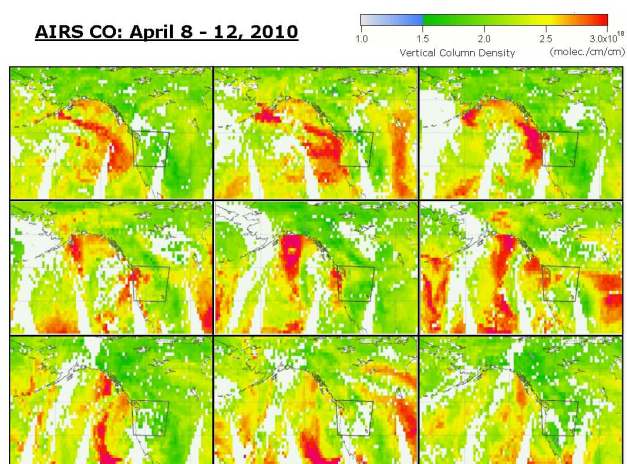 AIRS CO: April 8 - 12, 2010
1.0 1.5 2.0 2.5 3.0x10¹⁸
Vertical Column Density (molec./cm/cm)